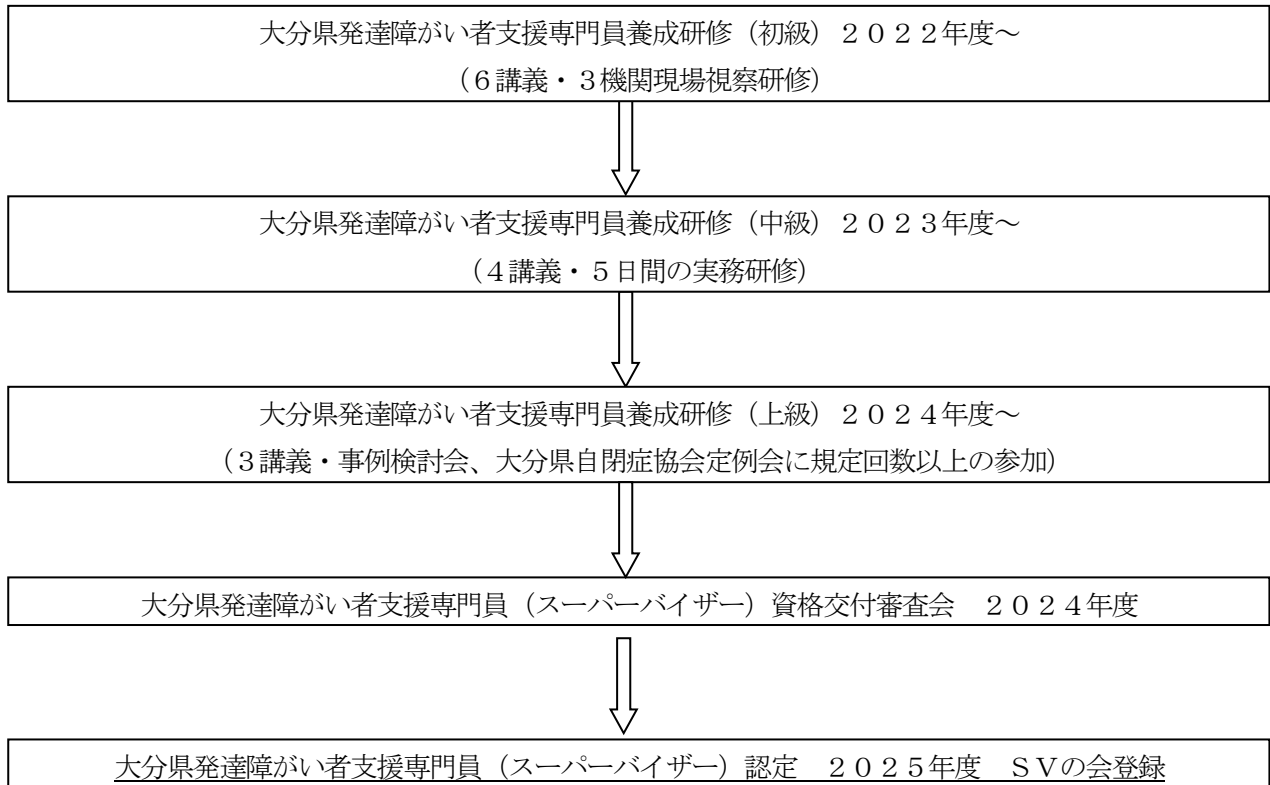 大分県発達障がい者支援専門員養成研修（初級）２０２２年度～
（６講義・３機関現場視察研修）
大分県発達障がい者支援専門員養成研修（中級）２０２３年度～
（４講義・５日間の実務研修）
大分県発達障がい者支援専門員養成研修（上級）２０２４年度～
（３講義・事例検討会、大分県自閉症協会定例会に規定回数以上の参加）
大分県発達障がい者支援専門員（スーパーバイザー）資格交付審査会　２０２４年度
大分県発達障がい者支援専門員（スーパーバイザー）認定　２０２５年度　ＳＶの会登録